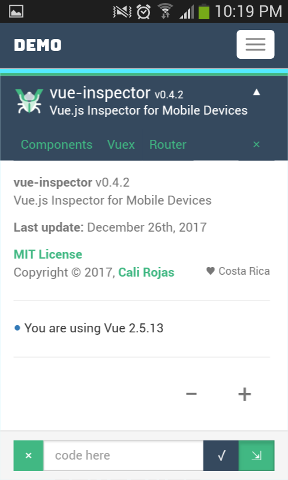 10:19 PM
DEMO
vue-inspector v0.4.2
Vue.js Inspector for Mobile Devices
Components Vuex Router ×
vue-inspector v0.4.2
Vue.js Inspector for Mobile Devices
Last update: December 26th, 2017
MIT License
Copyright © 2017, Cali Rojas ♥ Costa Rica
• You are using Vue 2.5.13
− +
× code here √